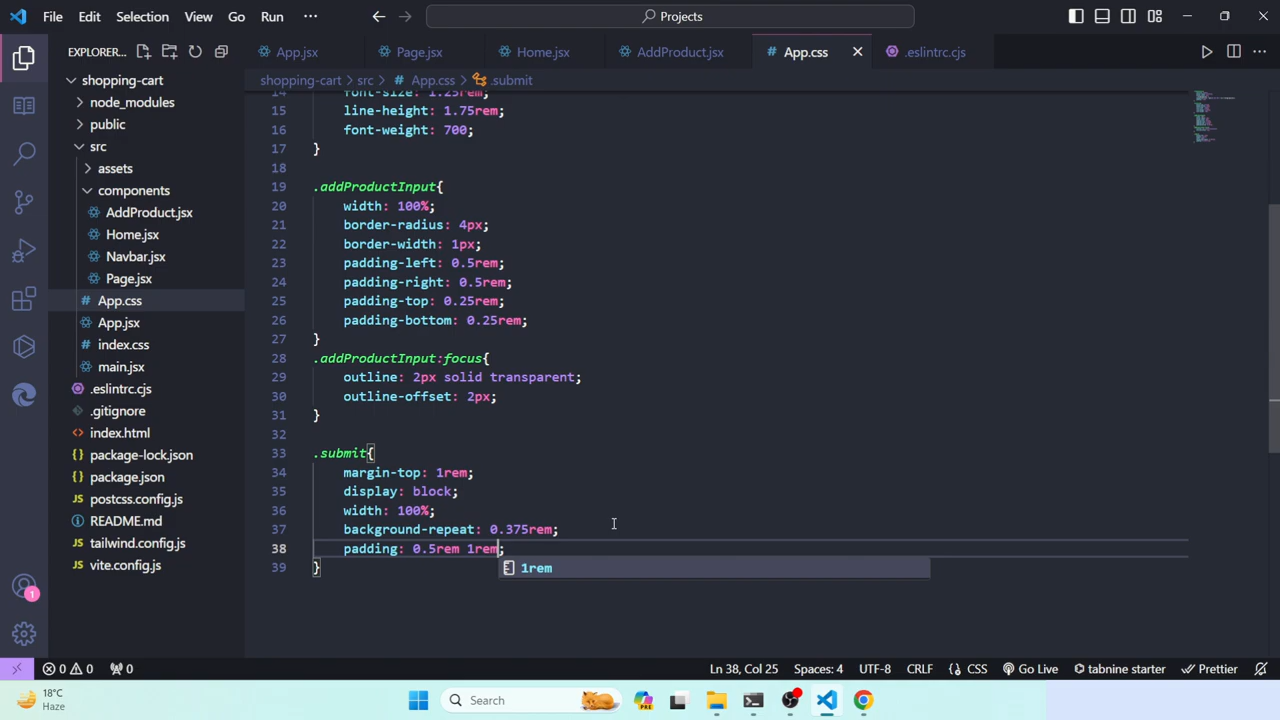 File Edit Selection View Go Run ··· Projects
EXPLORER... App.jsx Page.jsx Home.jsx AddProduct.jsx App.css .eslintrc.cjs
shopping-cart > src > # App.css > .submit
shopping-cart
node_modules
public
src
assets
components
AddProduct.jsx
Home.jsx
Navbar.jsx
Page.jsx
# App.css
App.jsx
# index.css
main.jsx
.eslintrc.cjs
.gitignore
<> index.html
{} package-lock.json
{} package.json
JS postcss.config.js
README.md
JS tailwind.config.js
JS vite.config.js
14 font-size: 1.25rem;
15 line-height: 1.75rem;
16 font-weight: 700;
17 }
18
19 .addProductInput{
20 width: 100%;
21 border-radius: 4px;
22 border-width: 1px;
23 padding-left: 0.5rem;
24 padding-right: 0.5rem;
25 padding-top: 0.25rem;
26 padding-bottom: 0.25rem;
27 }
28 .addProductInput:focus{
29 outline: 2px solid transparent;
30 outline-offset: 2px;
31 }
32
33 .submit{
34 margin-top: 1rem;
35 display: block;
36 width: 100%;
37 background-repeat: 0.375rem;
38 padding: 0.5rem 1rem;
1rem
39 }
1
0 0 0 Ln 38, Col 25 Spaces: 4 UTF-8 CRLF {} CSS Go Live tabnine starter Prettier
18°C
Haze
Search